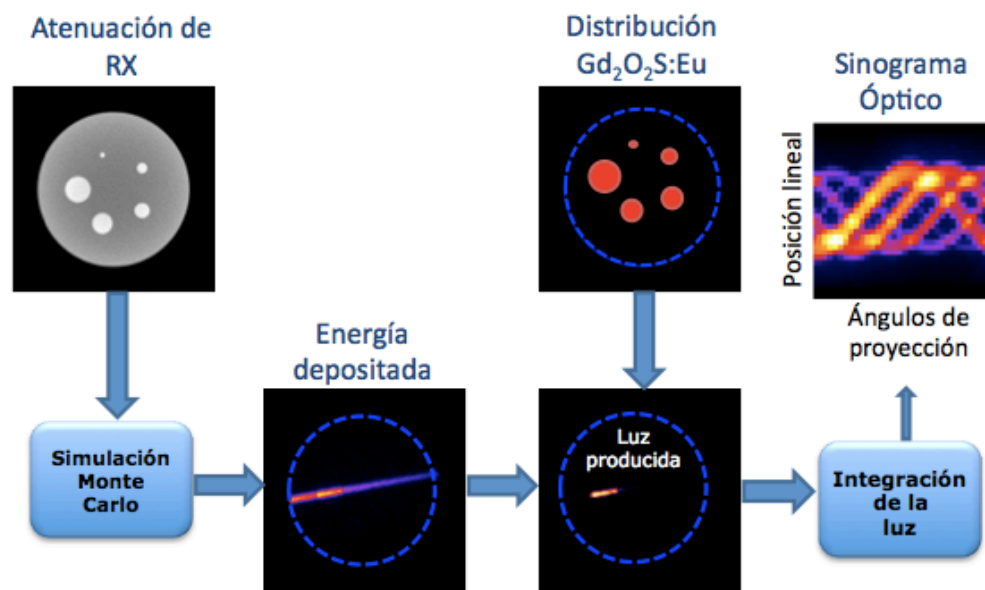 Atenuación de
RX
Distribución
Gd₂O₂S:Eu
Sinograma
Óptico
Posición lineal
Ángulos de
proyección
Energía
depositada
Simulación
Monte
Carlo
Luz
producida
Integración
de la
luz